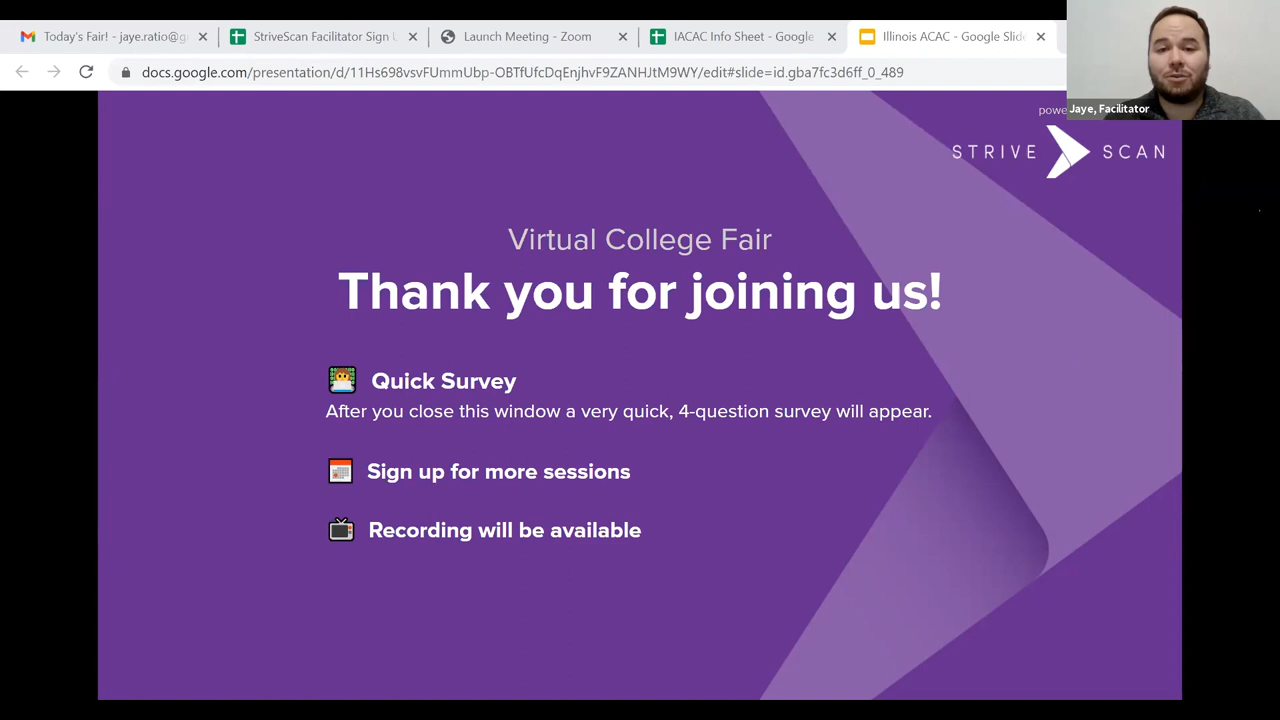 Today's Fair! - jaye.ratio@g
StriveScan Facilitator Sign
Launch Meeting - Zoom
IACAC Info Sheet - Google
Illinois ACAC - Google Slide
docs.google.com/presentation/d/11Hs698vsvFUmmUbp-OBTfUfcDqEnjhvF9ZANHJtM9WY/edit#slide=id.gba7fc3d6ff_0_489
Jaye, Facilitator
powe
STRIVE SCAN
Virtual College Fair
Thank you for joining us!
Quick Survey
After you close this window a very quick, 4-question survey will appear.
Sign up for more sessions
Recording will be available